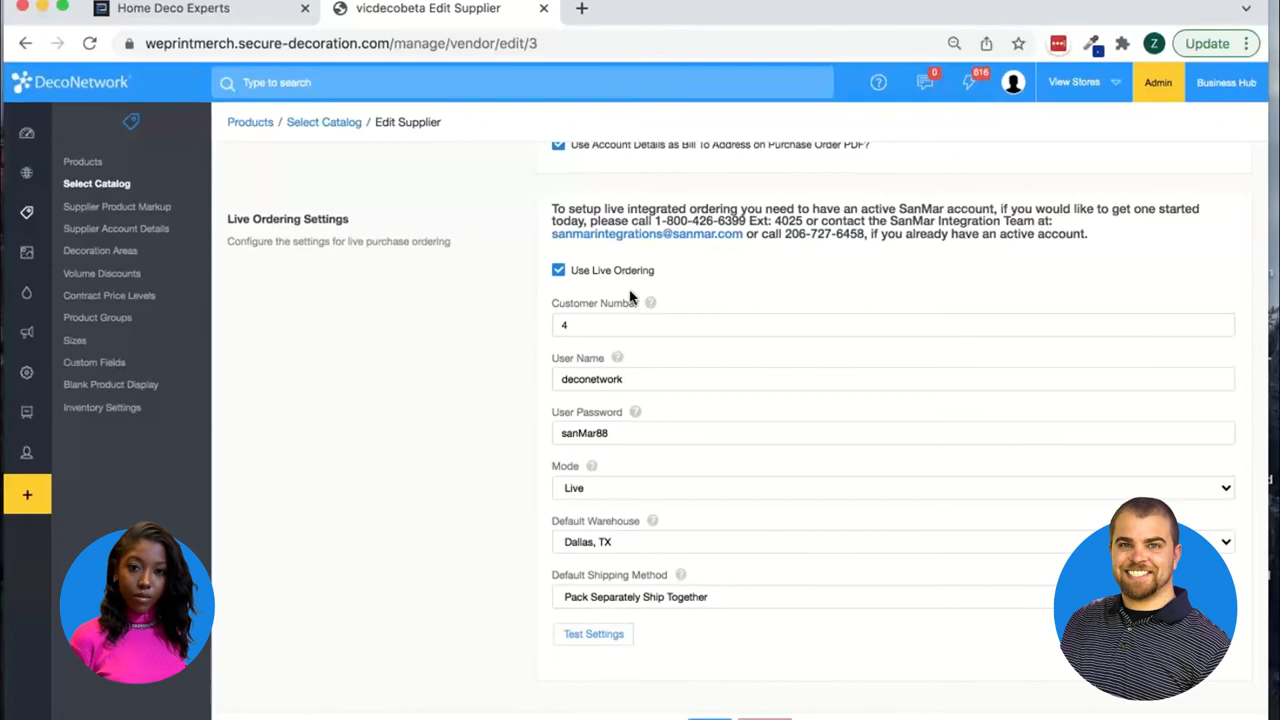 Home Deco Experts
vicdecobeta Edit Supplier
weprintmerch.secure-decoration.com/manage/vendor/edit/3
Z
Update
DecoNetwork
Type to search
0
616
View Stores
Admin
Business Hub
Products / Select Catalog / Edit Supplier
Products
Select Catalog
Supplier Product Markup
Supplier Account Details
Decoration Areas
Volume Discounts
Contract Price Levels
Product Groups
Sizes
Custom Fields
Blank Product Display
Inventory Settings
Use Account Details as Bill To Address on Purchase Order PDF?
Live Ordering Settings
Configure the settings for live purchase ordering
To setup live integrated ordering you need to have an active SanMar account, if you would like to get one started
today, please call 1-800-426-6399 Ext: 4025 or contact the SanMar Integration Team at:
sanmarintegrations@sanmar.com or call 206-727-6458, if you already have an active account.
Use Live Ordering
Customer Number
4
User Name
deconetwork
User Password
sanMar88
Mode
Live
Default Warehouse
Dallas, TX
Default Shipping Method
Pack Separately Ship Together
Test Settings